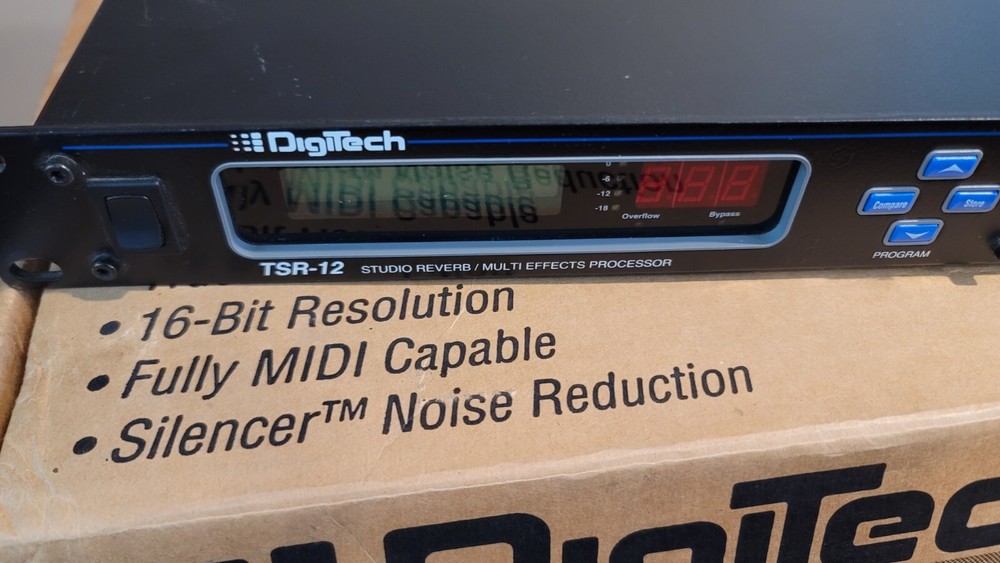 DigiTech
0
-6
-12
-18
Overflow
Bypass
Compare
Store
PROGRAM
TSR-12 STUDIO REVERB / MULTI EFFECTS PROCESSOR
• 16-Bit Resolution
• Fully MIDI Capable
• Silencer™ Noise Reduction
DigiTec